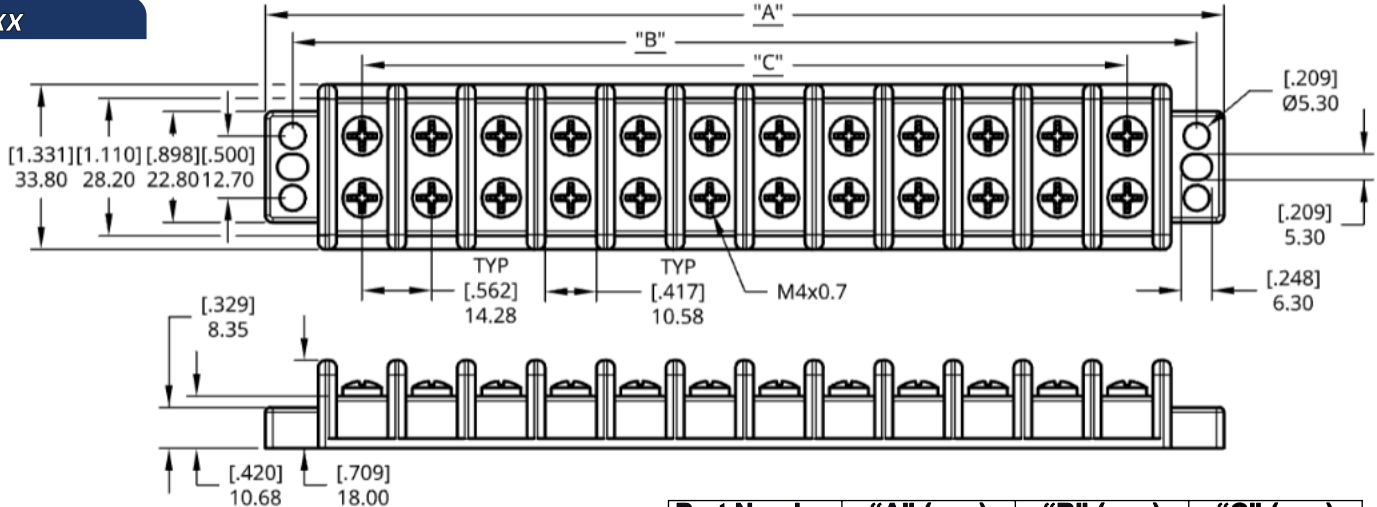 XX
"A"
"B"
"C"
[.209]
Ø5.30
[1.331] [1.110] [.898] [.500]
33.80 28.20 22.80 12.70
[.209]
5.30
TYP
[.562]
14.28
TYP
[.417]
10.58
M4x0.7
[.248]
6.30
[.329]
8.35
[.420]
10.68
[.709]
18.00